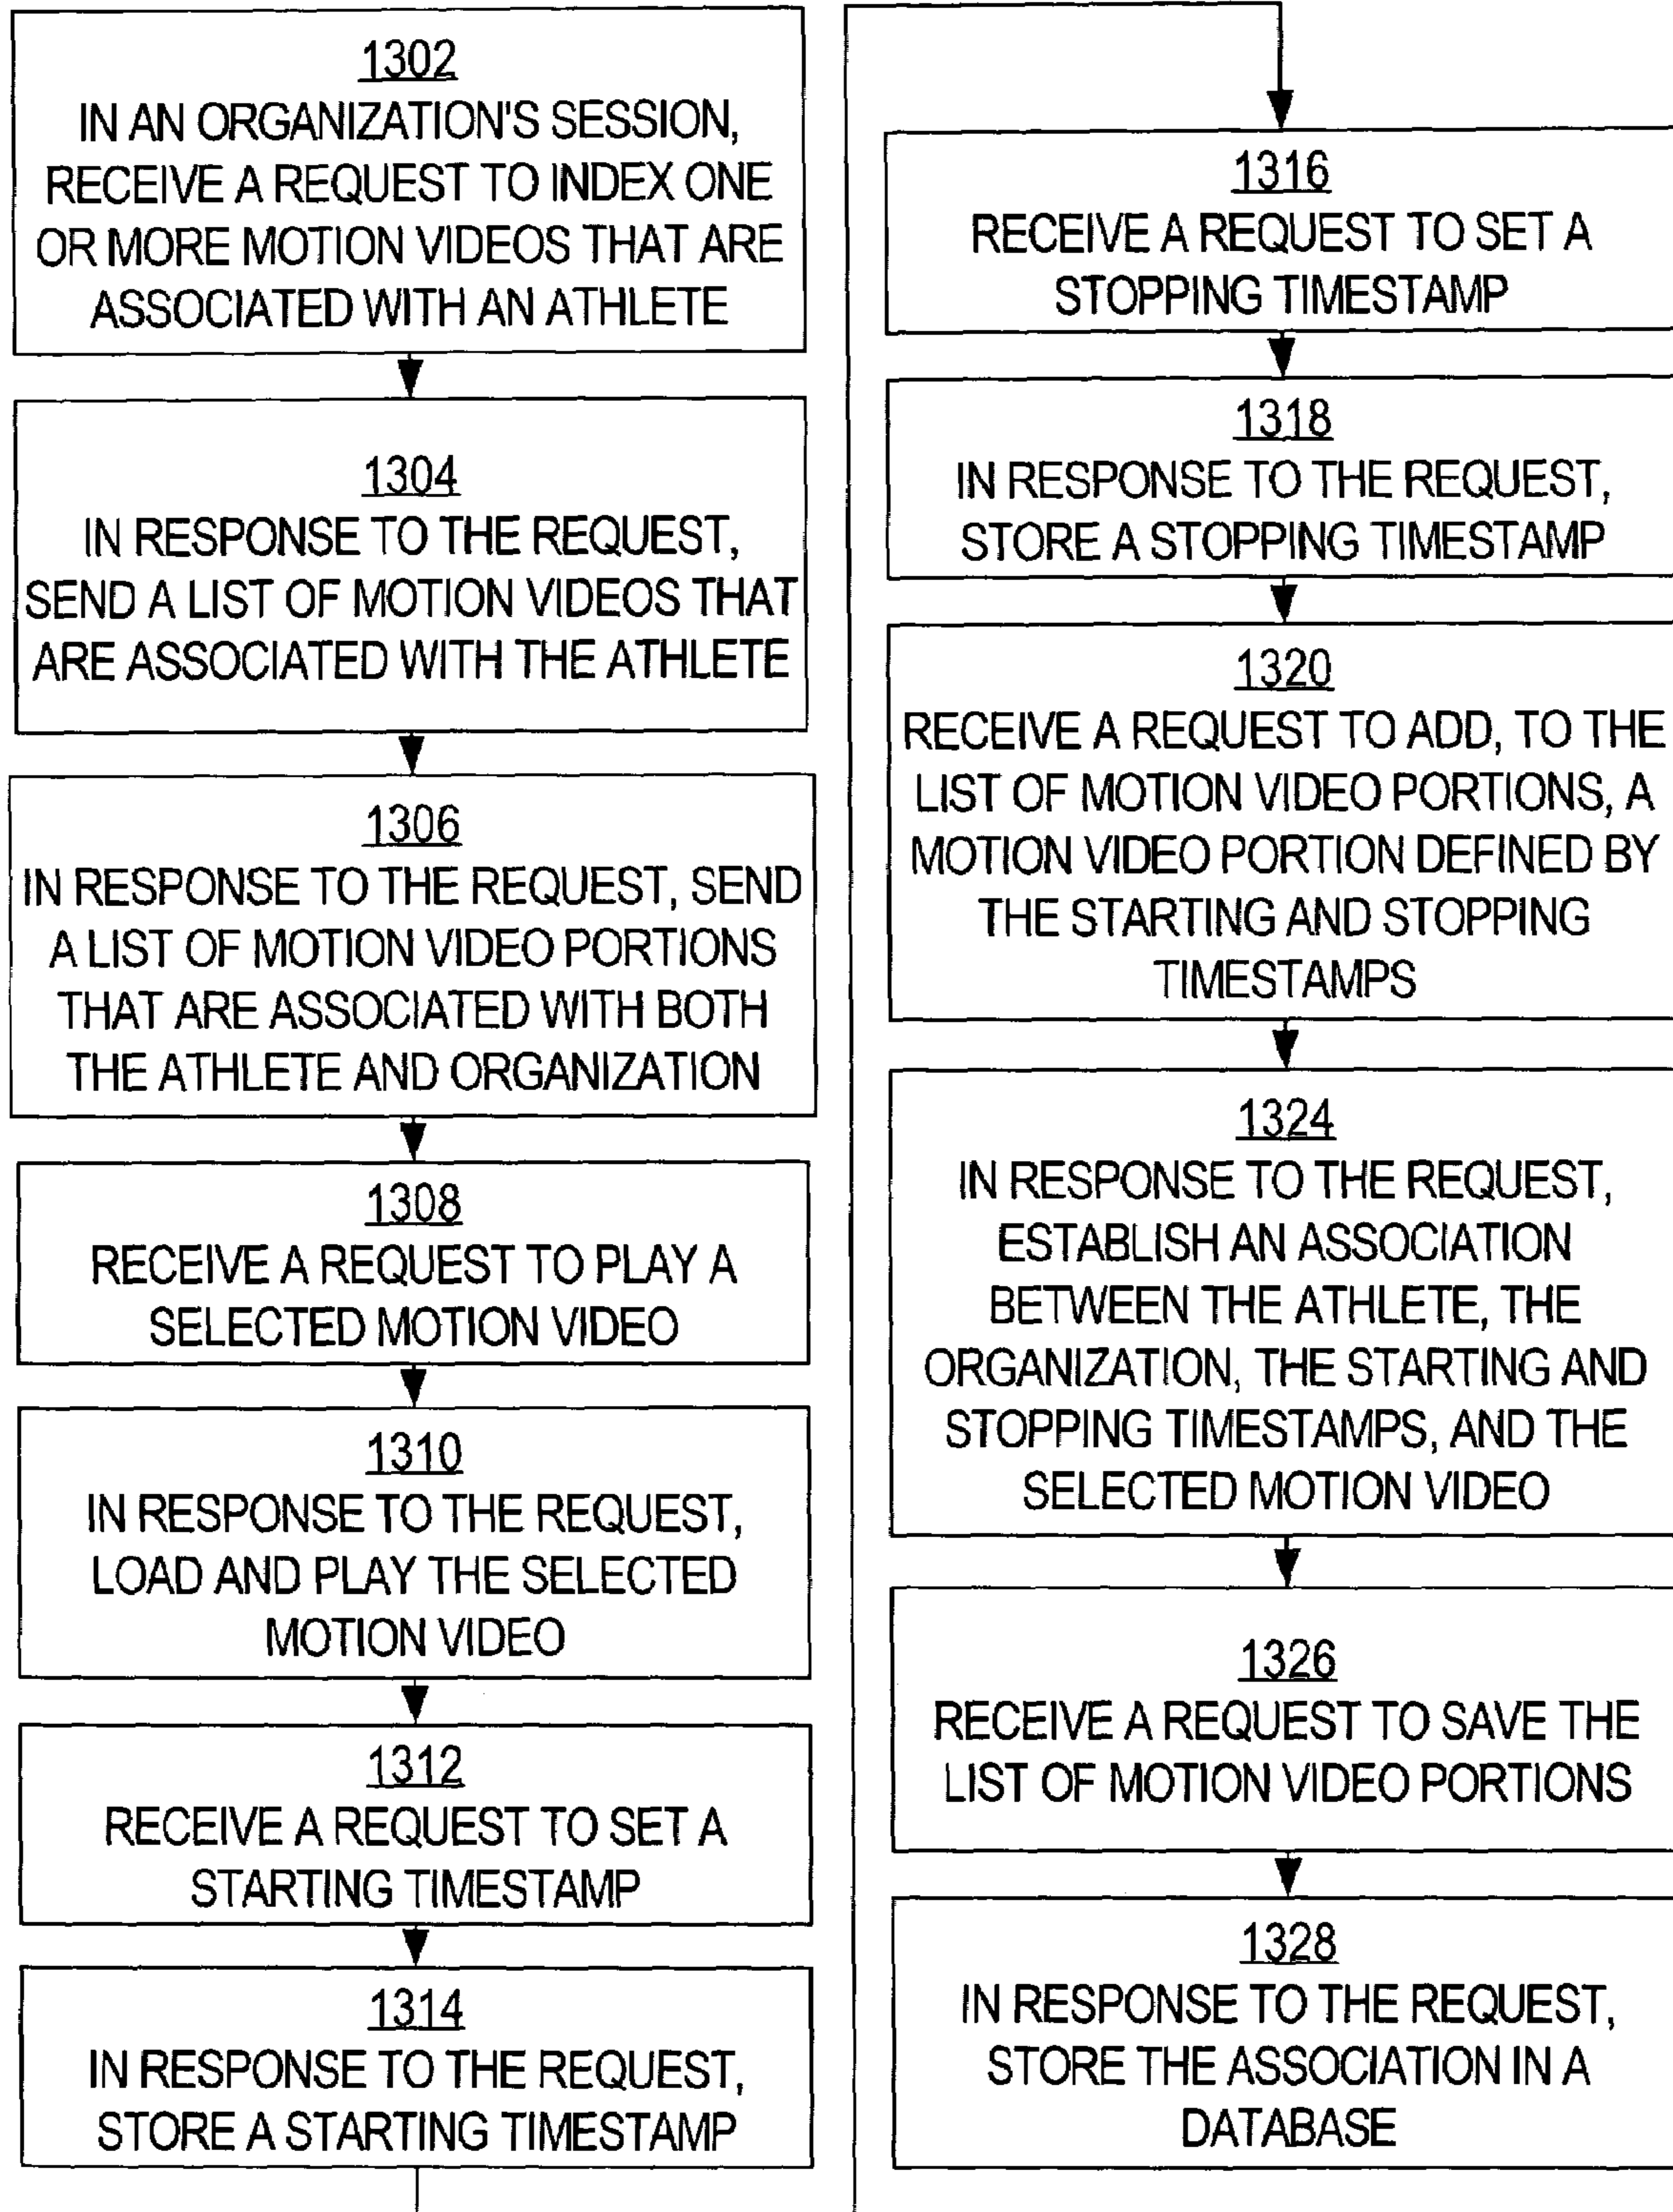 1302
IN AN ORGANIZATION'S SESSION,
RECEIVE A REQUEST TO INDEX ONE
OR MORE MOTION VIDEOS THAT ARE
ASSOCIATED WITH AN ATHLETE
1304
IN RESPONSE TO THE REQUEST,
SEND A LIST OF MOTION VIDEOS THAT
ARE ASSOCIATED WITH THE ATHLETE
1306
IN RESPONSE TO THE REQUEST, SEND
A LIST OF MOTION VIDEO PORTIONS
THAT ARE ASSOCIATED WITH BOTH
THE ATHLETE AND ORGANIZATION
1308
RECEIVE A REQUEST TO PLAY A
SELECTED MOTION VIDEO
1310
IN RESPONSE TO THE REQUEST,
LOAD AND PLAY THE SELECTED
MOTION VIDEO
1312
RECEIVE A REQUEST TO SET A
STARTING TIMESTAMP
1314
IN RESPONSE TO THE REQUEST,
STORE A STARTING TIMESTAMP
1316
RECEIVE A REQUEST TO SET A
STOPPING TIMESTAMP
1318
IN RESPONSE TO THE REQUEST,
STORE A STOPPING TIMESTAMP
1320
RECEIVE A REQUEST TO ADD, TO THE
LIST OF MOTION VIDEO PORTIONS, A
MOTION VIDEO PORTION DEFINED BY
THE STARTING AND STOPPING
TIMESTAMPS
1324
IN RESPONSE TO THE REQUEST,
ESTABLISH AN ASSOCIATION
BETWEEN THE ATHLETE, THE
ORGANIZATION, THE STARTING AND
STOPPING TIMESTAMPS, AND THE
SELECTED MOTION VIDEO
1326
RECEIVE A REQUEST TO SAVE THE
LIST OF MOTION VIDEO PORTIONS
1328
IN RESPONSE TO THE REQUEST,
STORE THE ASSOCIATION IN A
DATABASE